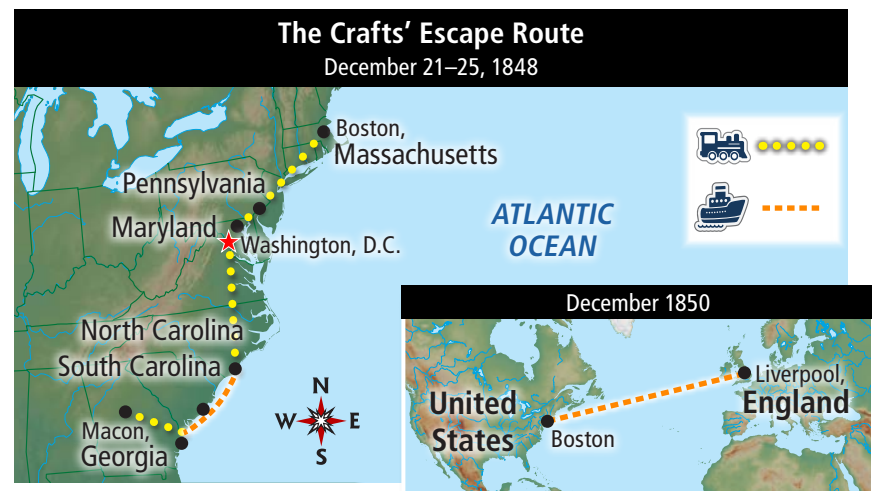 The Crafts’ Escape Route
December 21–25, 1848
Boston,
Massachusetts
Pennsylvania
Maryland
Washington, D.C.
ATLANTIC
OCEAN
North Carolina
South Carolina
Macon,
Georgia
N
W E
S
December 1850
United
States
Boston
Liverpool,
England